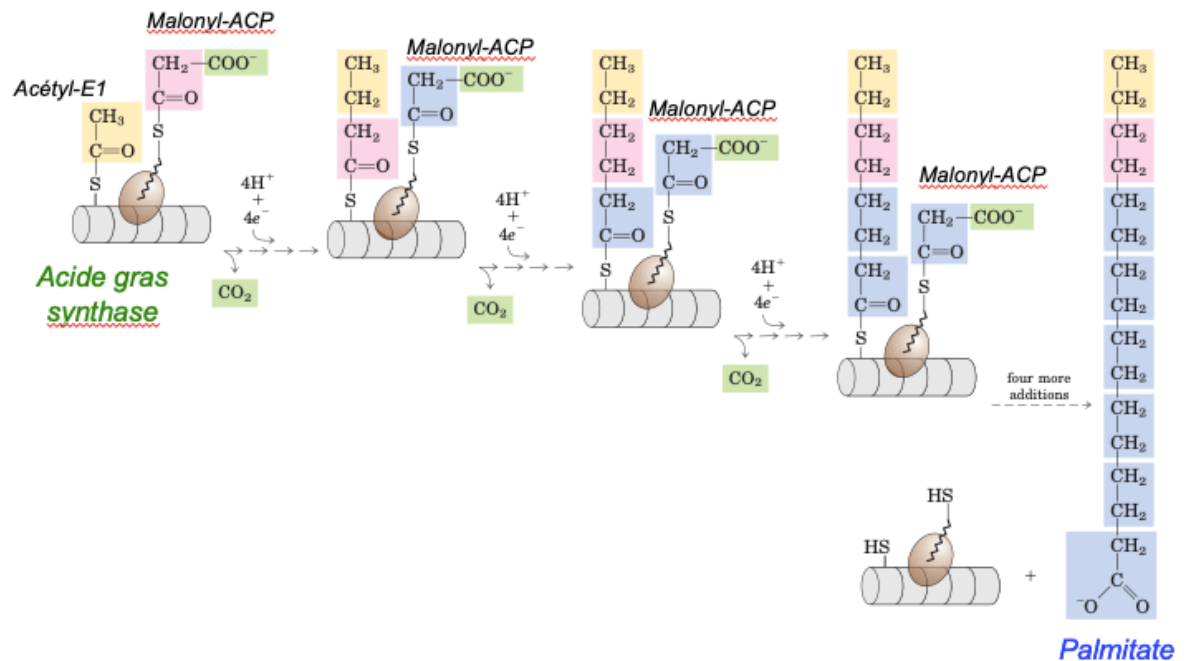 Malonyl-ACP
CH₂—COO⁻
C=O
S
Acétyl-E1
CH₃
C=O
S
Acide gras
synthase
4H⁺
+
4e⁻
CO₂
Malonyl-ACP
CH₂—COO⁻
C=O
S
CH₃
CH₂
CH₂
C=O
S
4H⁺
+
4e⁻
CO₂
Malonyl-ACP
CH₂—COO⁻
C=O
S
CH₃
CH₂
CH₂
CH₂
CH₂
C=O
S
4H⁺
+
4e⁻
CO₂
Malonyl-ACP
CH₂—COO⁻
C=O
S
CH₃
CH₂
CH₂
CH₂
CH₂
CH₂
CH₂
C=O
S
four more
additions
HS
HS
+
CH₃
CH₂
CH₂
CH₂
CH₂
CH₂
CH₂
CH₂
CH₂
CH₂
CH₂
CH₂
CH₂
CH₂
CH₂
C
⁻O O
Palmitate